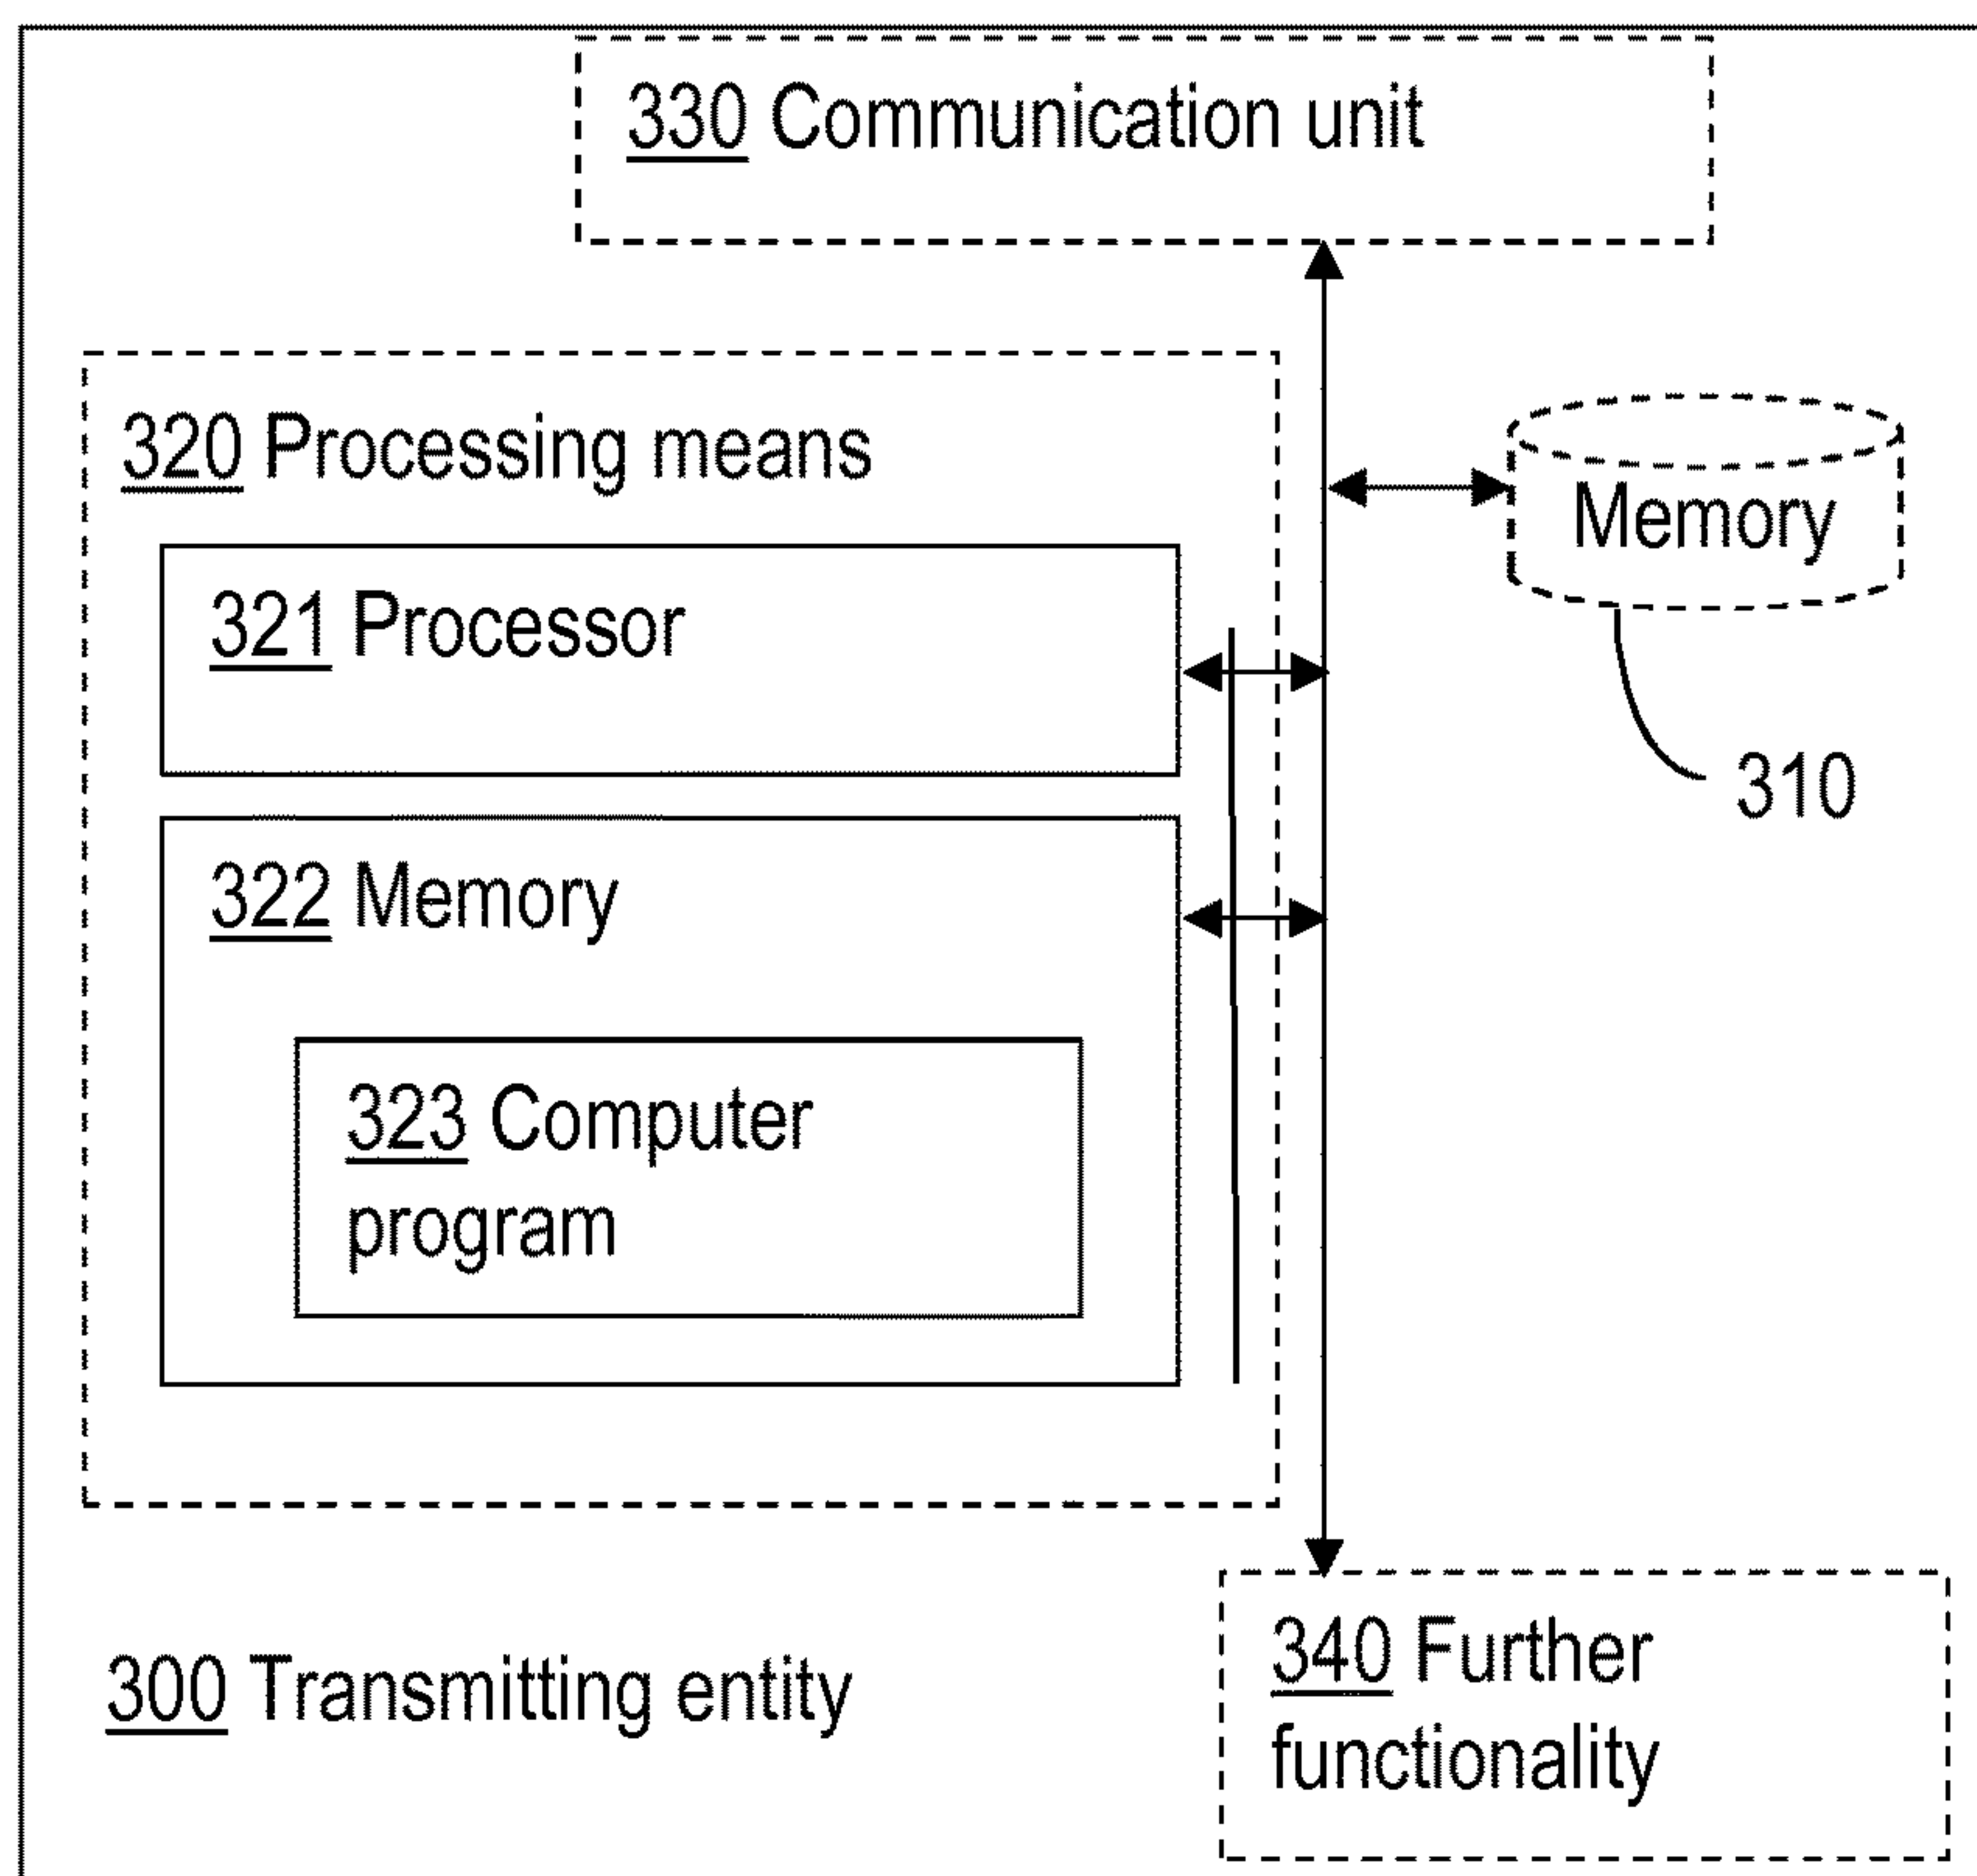 330 Communication unit
320 Processing means
Memory
321 Processor
310
322 Memory
323 Computer
program
300 Transmitting entity
340 Further
functionality